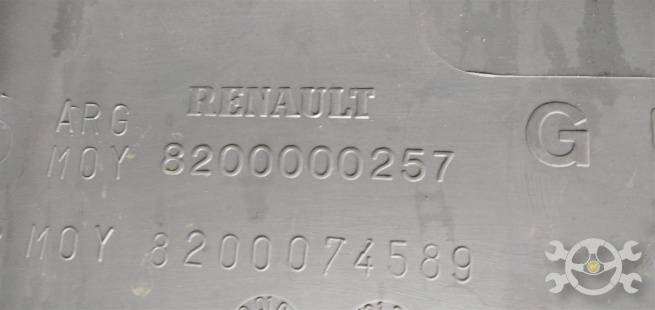 RENAULT
ARG
MOY 8200000257
G
MOY 8200074589